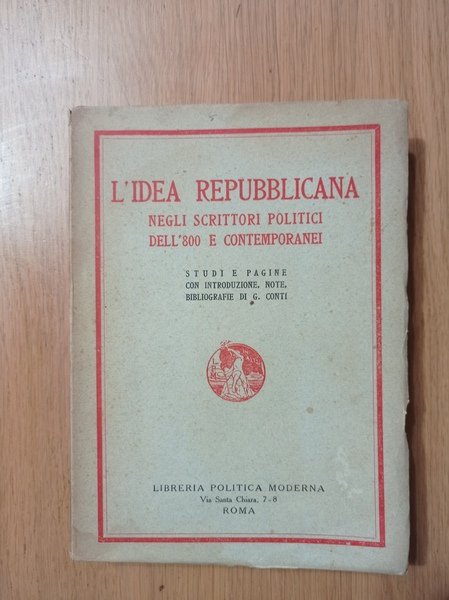 L'IDEA REPUBBLICANA
NEGLI SCRITTORI POLITICI
DELL'800 E CONTEMPORANEI
STUDI E PAGINE
CON INTRODUZIONE, NOTE,
BIBLIOGRAFIE DI G. CONTI
LIBRERIA POLITICA MODERNA
Via Santa Chiara, 7-8
ROMA